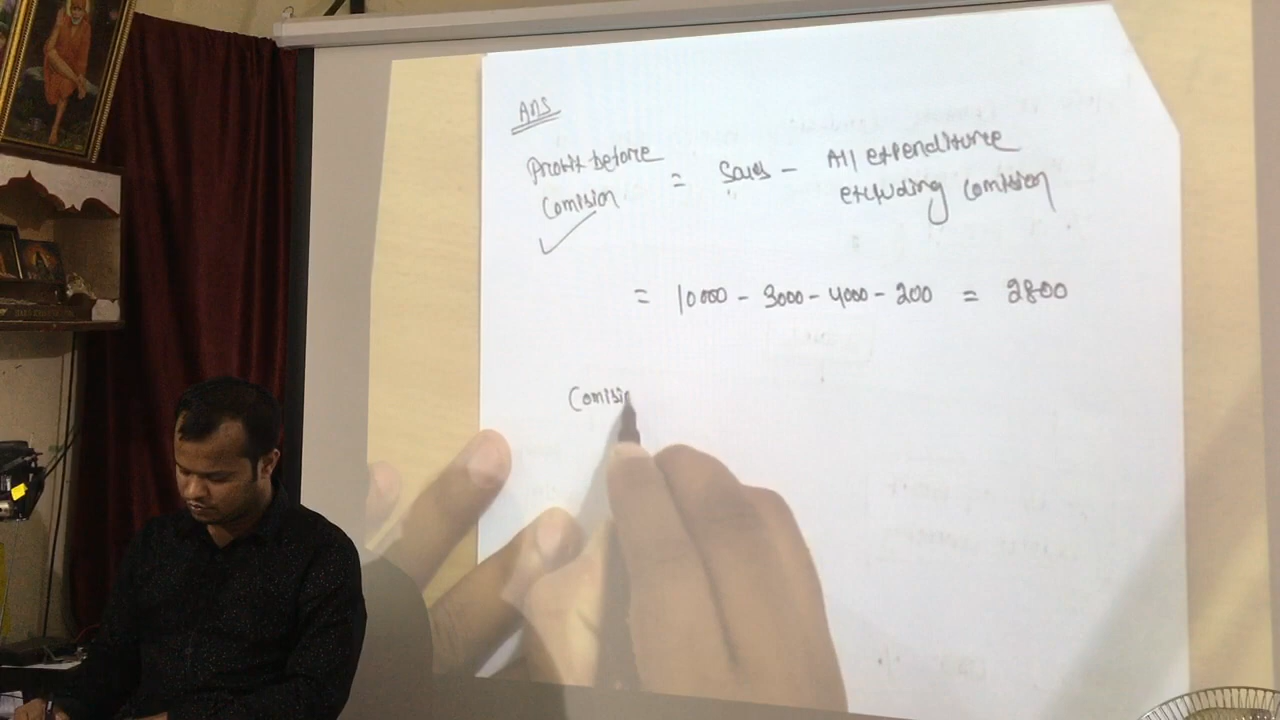 Ans
Profit before
Comision
= Sales - All expenditure
excluding Comision
= 10000 - 3000 - 4000 - 200 = 2800
Comisi